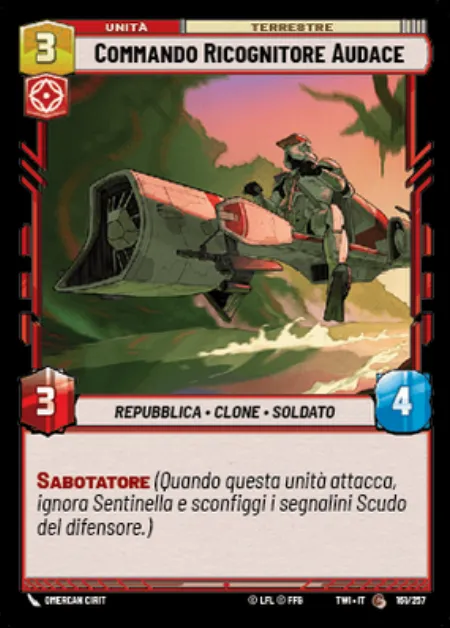 UNITÀ
TERRESTRE
3
COMMANDO RICOGNITORE AUDACE
3
REPUBBLICA • CLONE • SOLDATO
4
SABOTATORE (Quando questa unità attacca,
ignora Sentinella e sconfiggi i segnalini Scudo
del difensore.)
OMERCAN CIRIT
© LFL © FFG
TWI • IT
C
161/257